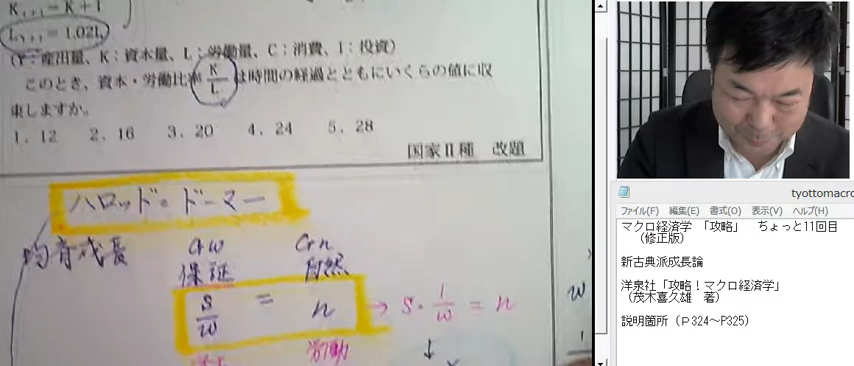 K t+1 = K + I
L t+1 = 1.02L
(Y：産出量、K：資本量、L：労働量、C：消費、I：投資)
このとき、資本・労働比率 K/L は時間の経過とともにいくらの値に収
束しますか。
1. 12　2. 16　3. 20　4. 24　5. 28
国家Ⅱ種　改題
ハロッド=ドーマー
均斉成長　Gw　Gn
保証　自然
s/w = n → s・1/w = n
労働
↓
w
1
tyottomacro
ファイル(F)　編集(E)　書式(O)　表示(V)　ヘルプ(H)
マクロ経済学　「攻略」　ちょっと11回目
（修正版）
新古典派成長論
洋泉社「攻略！マクロ経済学」
（茂木喜久雄　著）
説明箇所（Ｐ324～P325）